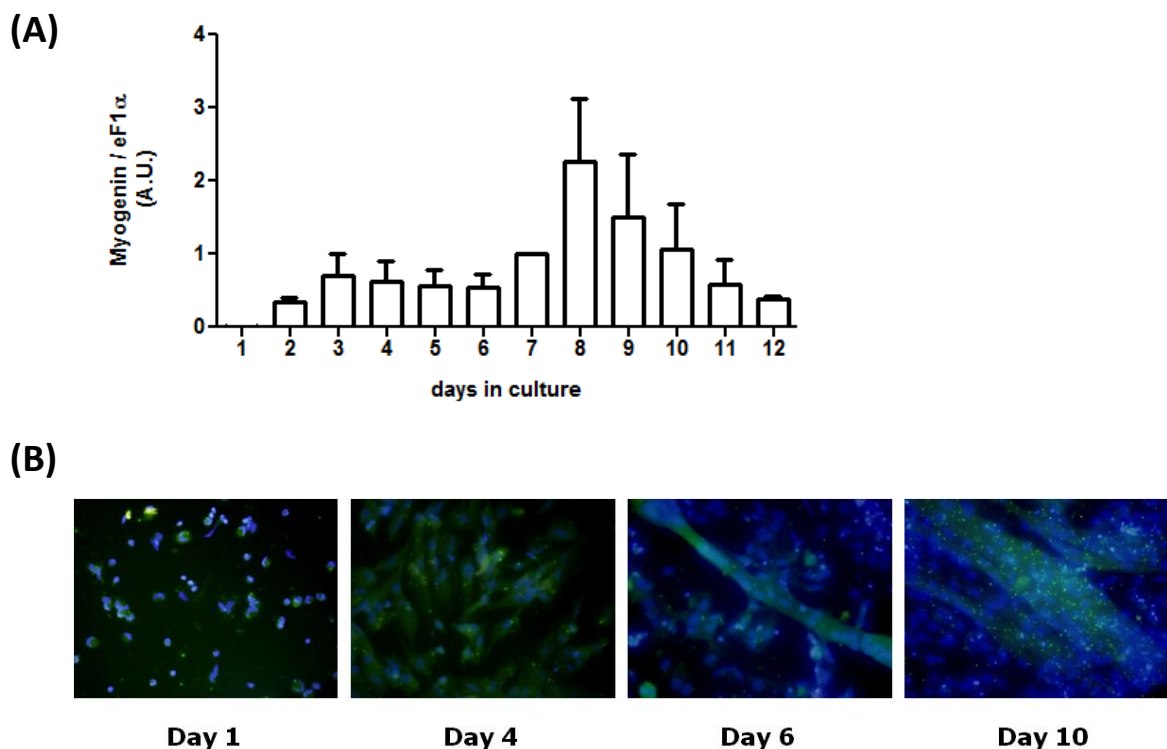 (A)
Myogenin / eF1α
(A.U.)
4
3
2
1
0
1 2 3 4 5 6 7 8 9 10 11 12
days in culture
(B)
Day 1 Day 4 Day 6 Day 10